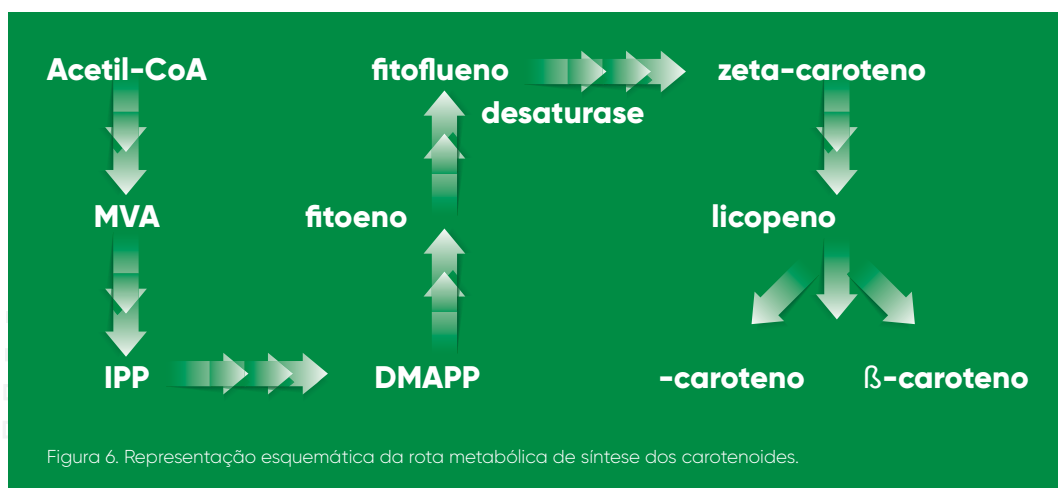 Acetil-CoA
fitoflueno
zeta-caroteno
desaturase
MVA
fitoeno
licopeno
IPP
DMAPP
-caroteno
ß-caroteno
Figura 6. Representação esquemática da rota metabólica de síntese dos carotenoides.